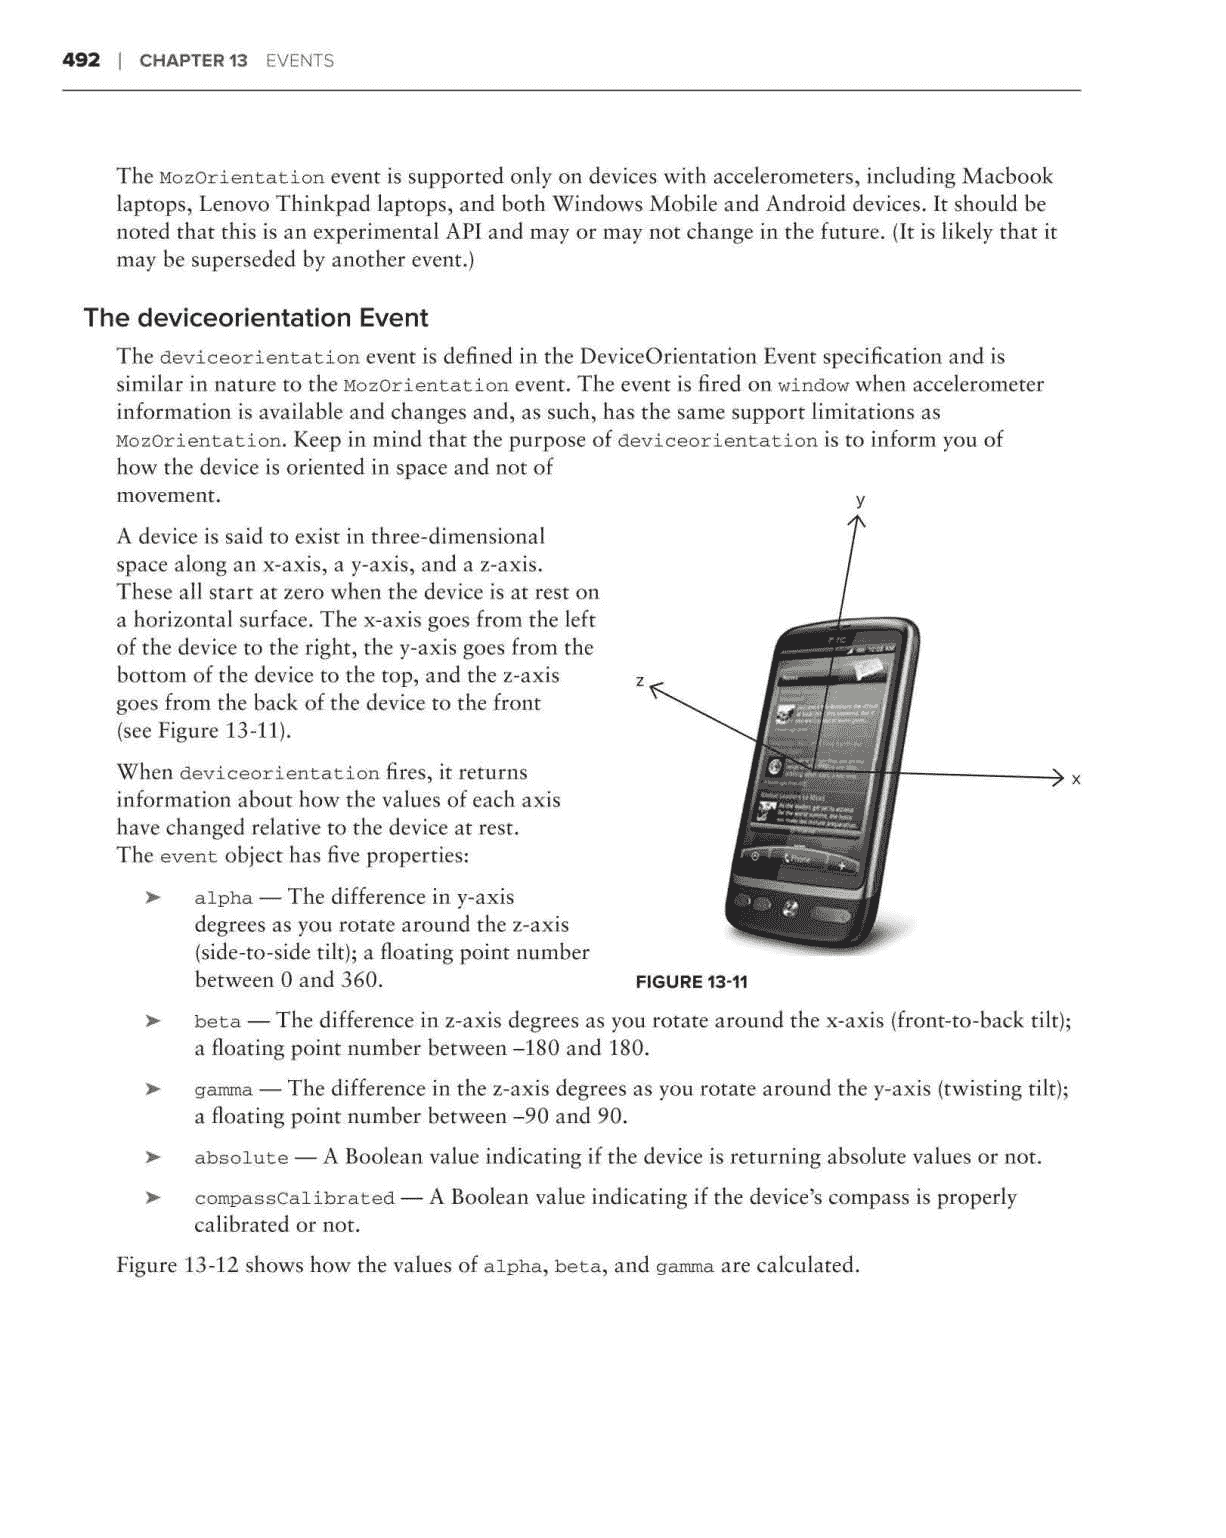 492 | CHAPTER 13 EVENTS
The MozOrientation event is supported only on devices with accelerometers, including Macbook
laptops, Lenovo Thinkpad laptops, and both Windows Mobile and Android devices. It should be
noted that this is an experimental API and may or may not change in the future. (It is likely that it
may be superseded by another event.)
The deviceorientation Event
The deviceorientation event is defined in the DeviceOrientation Event specification and is
similar in nature to the MozOrientation event. The event is fired on window when accelerometer
information is available and changes and, as such, has the same support limitations as
MozOrientation. Keep in mind that the purpose of deviceorientation is to inform you of
how the device is oriented in space and not of
movement.
A device is said to exist in three-dimensional
space along an x-axis, a y-axis, and a z-axis.
These all start at zero when the device is at rest on
a horizontal surface. The x-axis goes from the left
of the device to the right, the y-axis goes from the
bottom of the device to the top, and the z-axis
goes from the back of the device to the front
(see Figure 13-11).
When deviceorientation fires, it returns
information about how the values of each axis
have changed relative to the device at rest.
The event object has five properties:
➤ alpha — The difference in y-axis
degrees as you rotate around the z-axis
(side-to-side tilt); a floating point number
between 0 and 360.
y
z
x
Phone
FIGURE 13-11
➤ beta — The difference in z-axis degrees as you rotate around the x-axis (front-to-back tilt);
a floating point number between –180 and 180.
➤ gamma — The difference in the z-axis degrees as you rotate around the y-axis (twisting tilt);
a floating point number between –90 and 90.
➤ absolute — A Boolean value indicating if the device is returning absolute values or not.
➤ compassCalibrated — A Boolean value indicating if the device’s compass is properly
calibrated or not.
Figure 13-12 shows how the values of alpha, beta, and gamma are calculated.